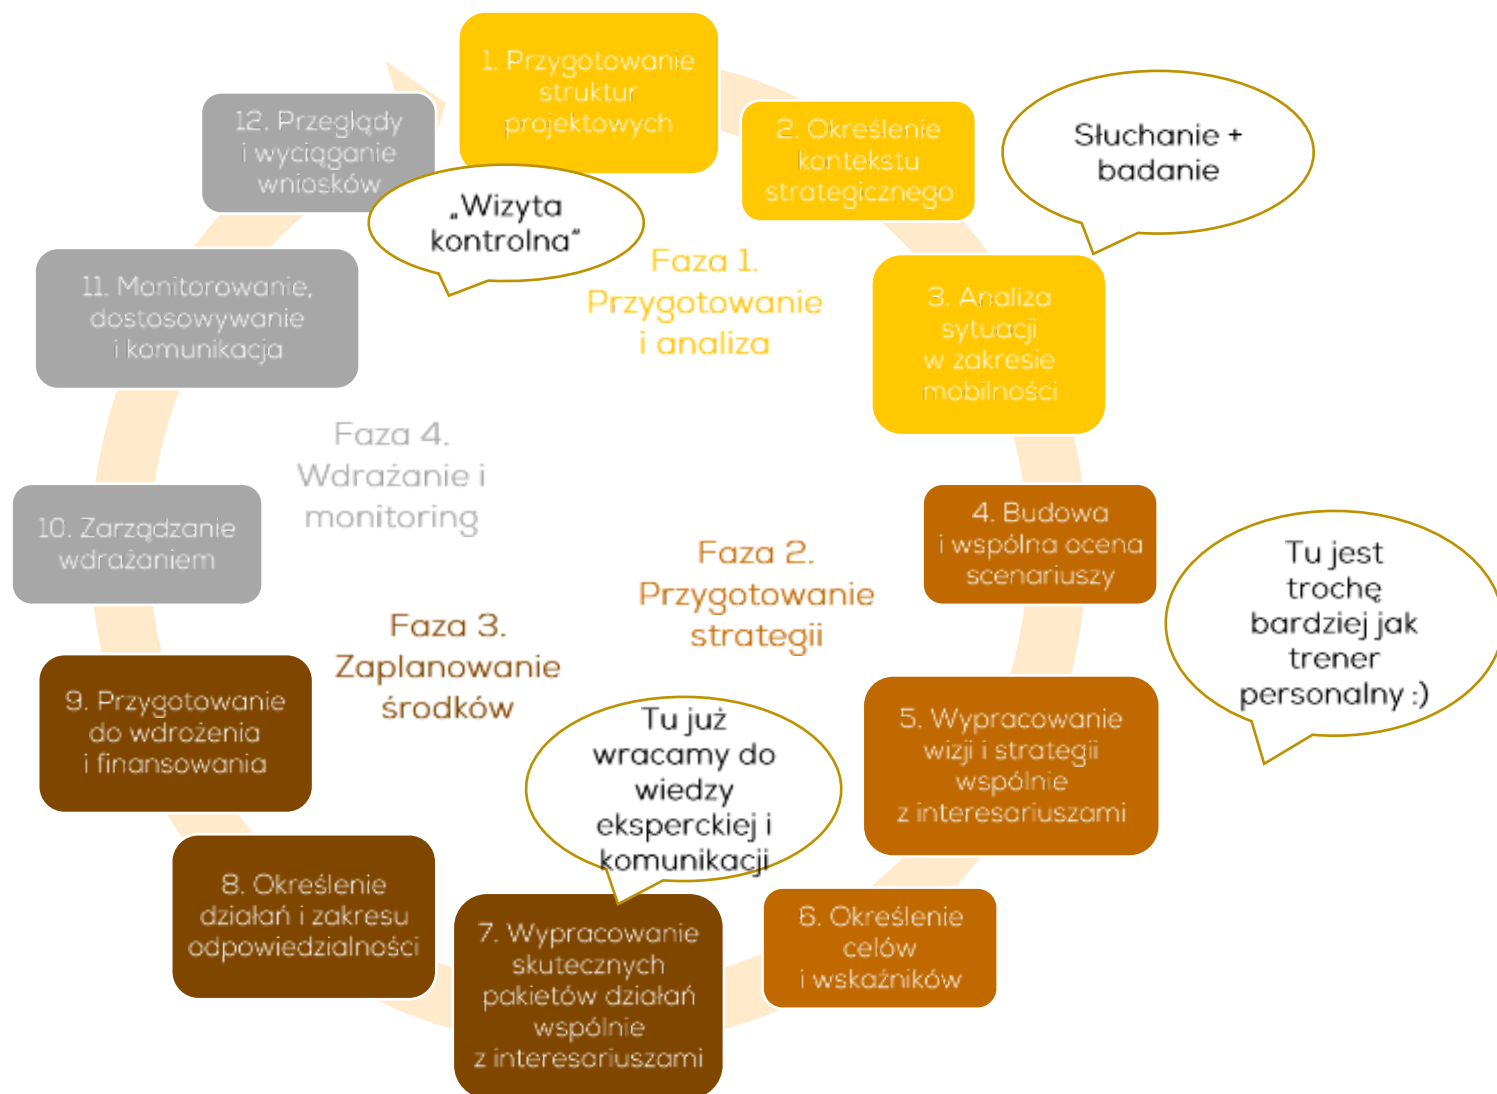 1. Przygotowanie
struktur
projektowych
2. Określenie
kontekstu
strategicznego
Słuchanie +
badanie
3. Analiza
sytuacji
w zakresie
mobilności
4. Budowa
i wspólna ocena
scenariuszy
Tu jest
trochę
bardziej jak
trener
personalny :)
5. Wypracowanie
wizji i strategii
wspólnie
z interesariuszami
6. Określenie
celów
i wskaźników
7. Wypracowanie
skutecznych
pakietów działań
wspólnie
z interesariuszami
Tu już
wracamy do
wiedzy
eksperckiej i
komunikacji
8. Określenie
działań i zakresu
odpowiedzialności
9. Przygotowanie
do wdrożenia
i finansowania
10. Zarządzanie
wdrażaniem
11. Monitorowanie,
dostosowywanie
i komunikacja
12. Przeglądy
i wyciąganie
wniosków
„Wizyta
kontrolna”
Faza 1.
Przygotowanie
i analiza
Faza 2.
Przygotowanie
strategii
Faza 3.
Zaplanowanie
środków
Faza 4.
Wdrażanie i
monitoring